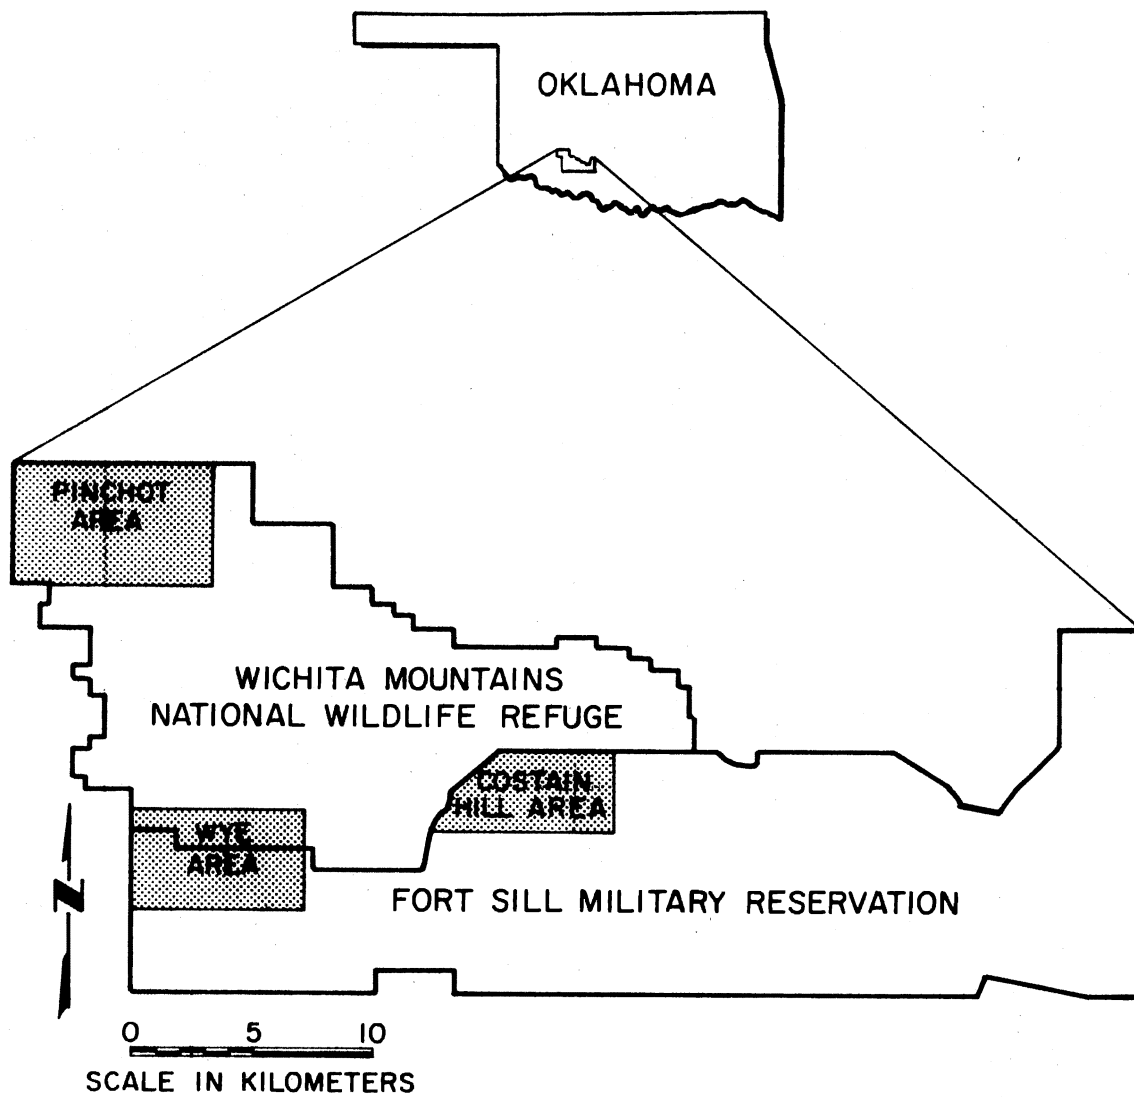 OKLAHOMA
PINCHOT
AREA
WICHITA MOUNTAINS
NATIONAL WILDLIFE REFUGE
COSTAIN
HILL AREA
WYE
AREA
FORT SILL MILITARY RESERVATION
N
0 5 10
SCALE IN KILOMETERS